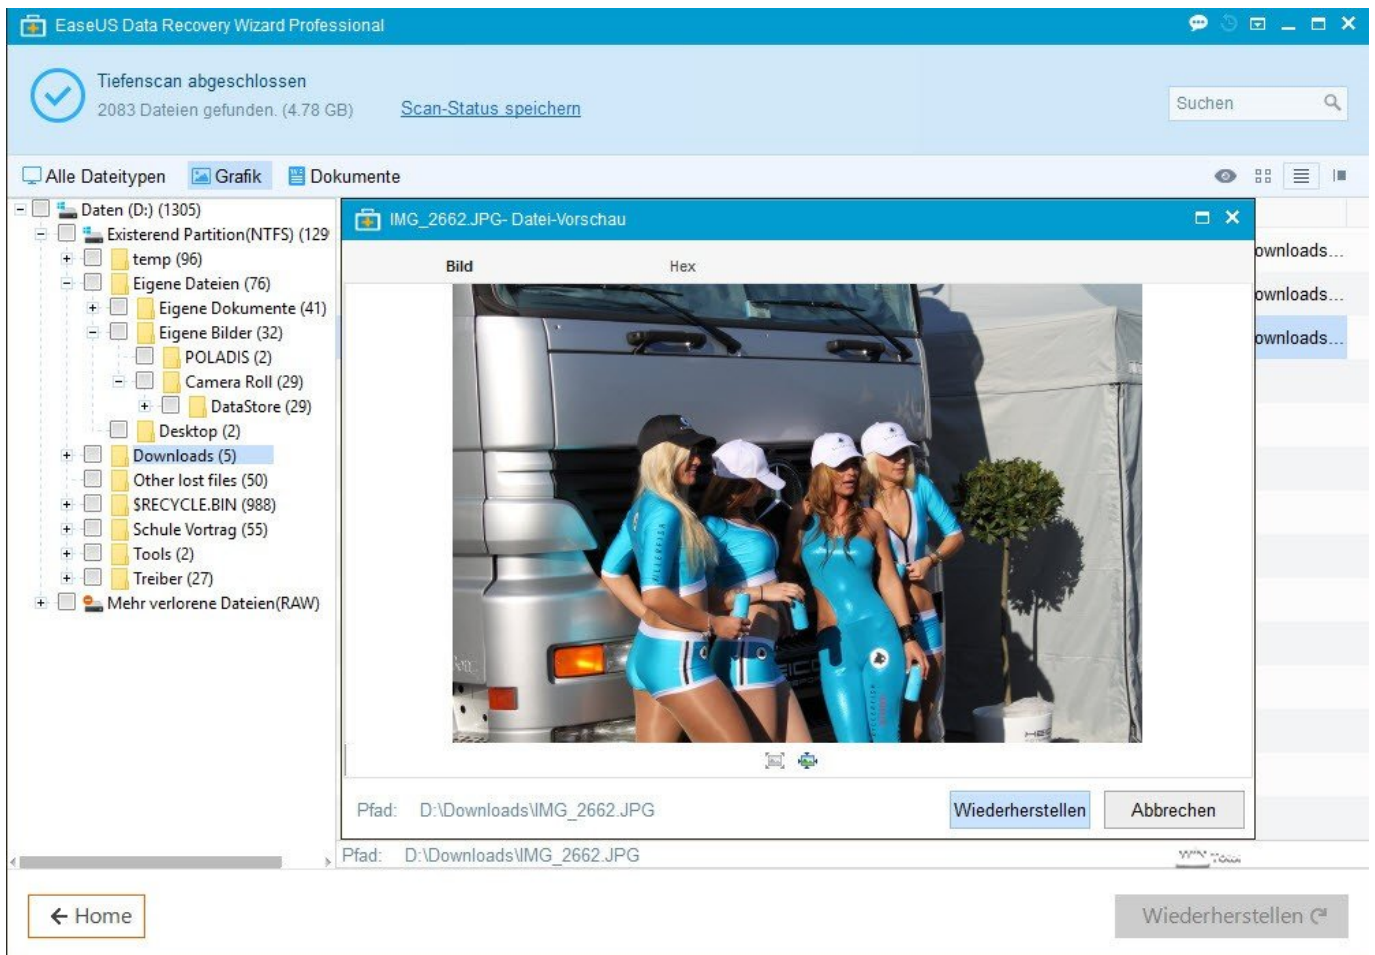 EaseUS Data Recovery Wizard Professional
Tiefenscan abgeschlossen
2083 Dateien gefunden. (4.78 GB) Scan-Status speichern
Suchen
Alle Dateitypen Grafik Dokumente
Daten (D:) (1305)
Existerend Partition(NTFS) (129
temp (96)
Eigene Dateien (76)
Eigene Dokumente (41)
Eigene Bilder (32)
POLADIS (2)
Camera Roll (29)
DataStore (29)
Desktop (2)
Downloads (5)
Other lost files (50)
$RECYCLE.BIN (988)
Schule Vortrag (55)
Tools (2)
Treiber (27)
Mehr verlorene Dateien(RAW)
IMG_2662.JPG- Datei-Vorschau
Bild Hex
KILLERFISH
Pfad: D:\Downloads\IMG_2662.JPG
Wiederherstellen Abbrechen
ownloads...
ownloads...
ownloads...
Pfad: D:\Downloads\IMG_2662.JPG
Home
Wiederherstellen